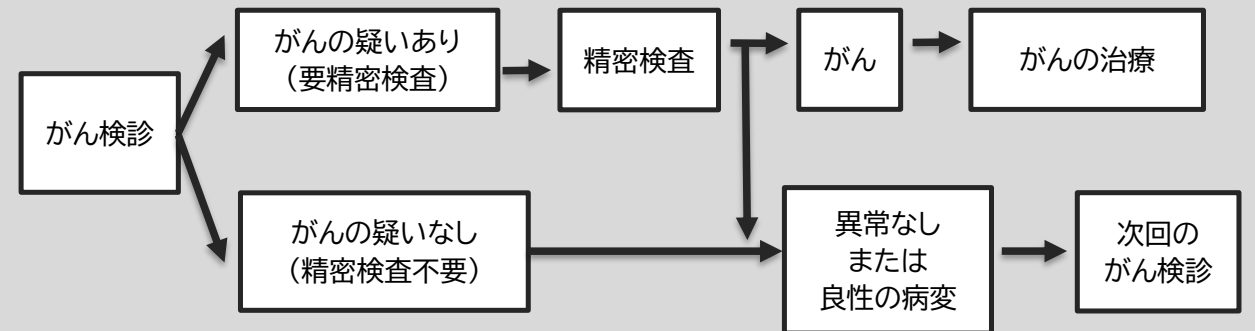 がん検診
がんの疑いあり
（要精密検査）
精密検査
がん
がんの治療
がんの疑いなし
（精密検査不要）
異常なし
または
良性の病変
次回の
がん検診